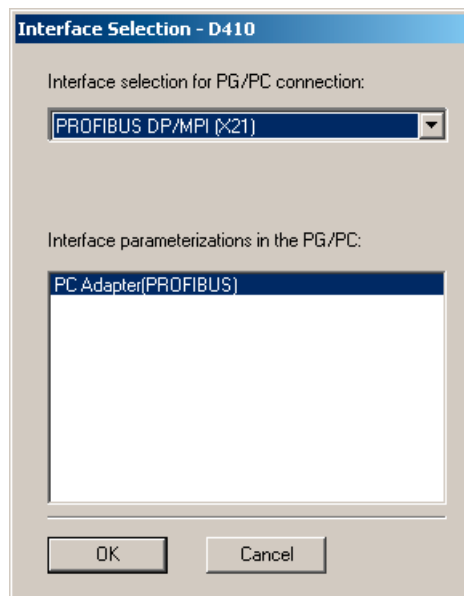 Interface Selection - D410
Interface selection for PG/PC connection:
PROFIBUS DP/MPI (X21)
Interface parameterizations in the PG/PC:
PC Adapter(PROFIBUS)
OK
Cancel